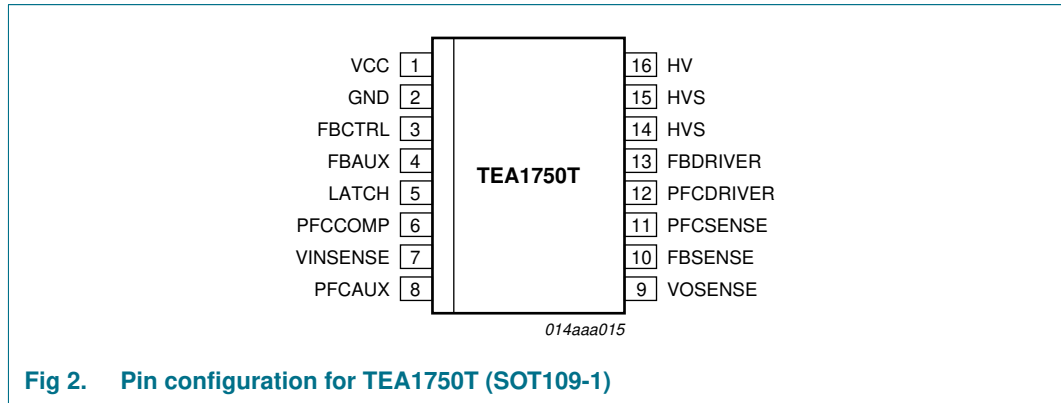 VCC 1 16 HV
GND 2 15 HVS
FBCTRL 3 14 HVS
FBAUX 4 13 FBDRIVER
TEA1750T
LATCH 5 12 PFCDRIVER
PFCCOMP 6 11 PFCSENSE
VINSENSE 7 10 FBSENSE
PFCAUX 8 9 VOSENSE
014aaa015
Fig 2. Pin configuration for TEA1750T (SOT109-1)